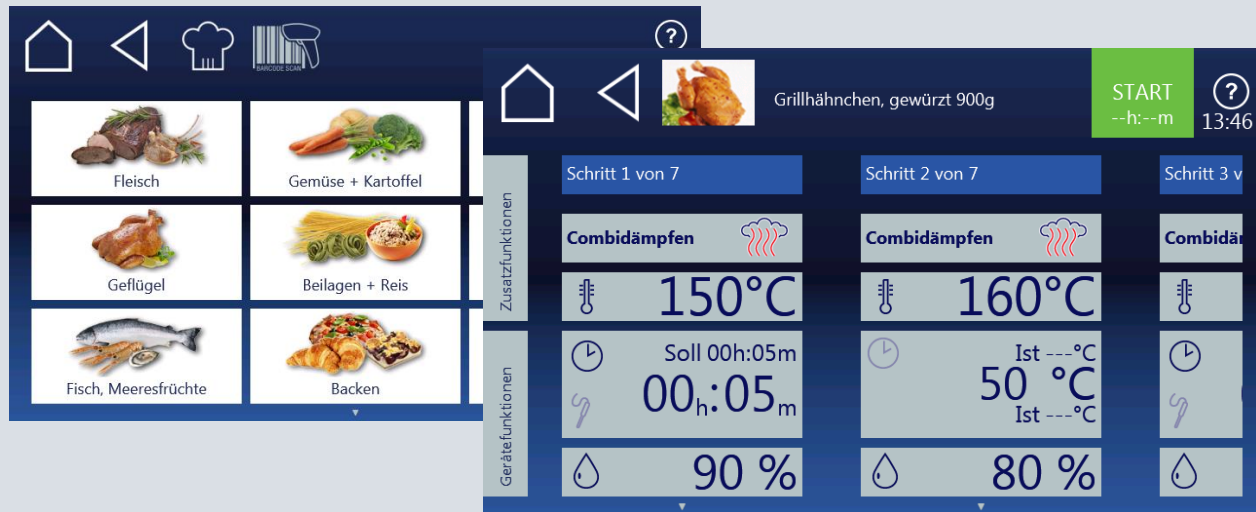 BARCODE SCAN
?
Fleisch
Gemüse + Kartoffel
Geflügel
Beilagen + Reis
Fisch, Meeresfrüchte
Backen
Grillhähnchen, gewürzt 900g
START
--h:--m
?
13:46
Zusatzfunktionen
Gerätefunktionen
Schritt 1 von 7
Combidämpfen
150°C
Soll 00h:05m
00h:05m
90 %
Schritt 2 von 7
Combidämpfen
160°C
Ist ---°C
50 °C
Ist ---°C
80 %
Schritt 3 v
Combidä